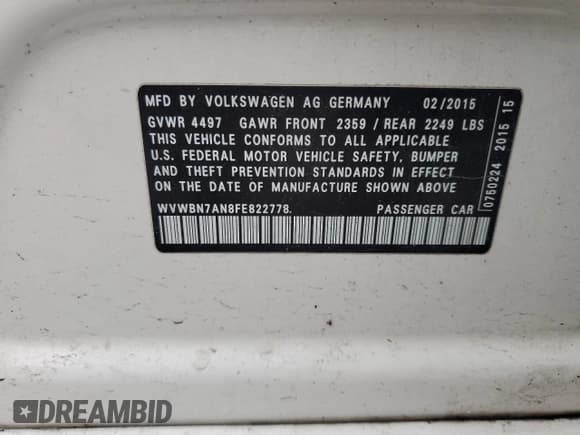 MFD BY VOLKSWAGEN AG GERMANY 02/2015
GVWR 4497 GAWR FRONT 2359 / REAR 2249 LBS
THIS VEHICLE CONFORMS TO ALL APPLICABLE
U.S. FEDERAL MOTOR VEHICLE SAFETY, BUMPER
AND THEFT PREVENTION STANDARDS IN EFFECT
ON THE DATE OF MANUFACTURE SHOWN ABOVE
WVWBN7AN8FE822778. PASSENGER CAR
0750224 2015 15
DREAMBID